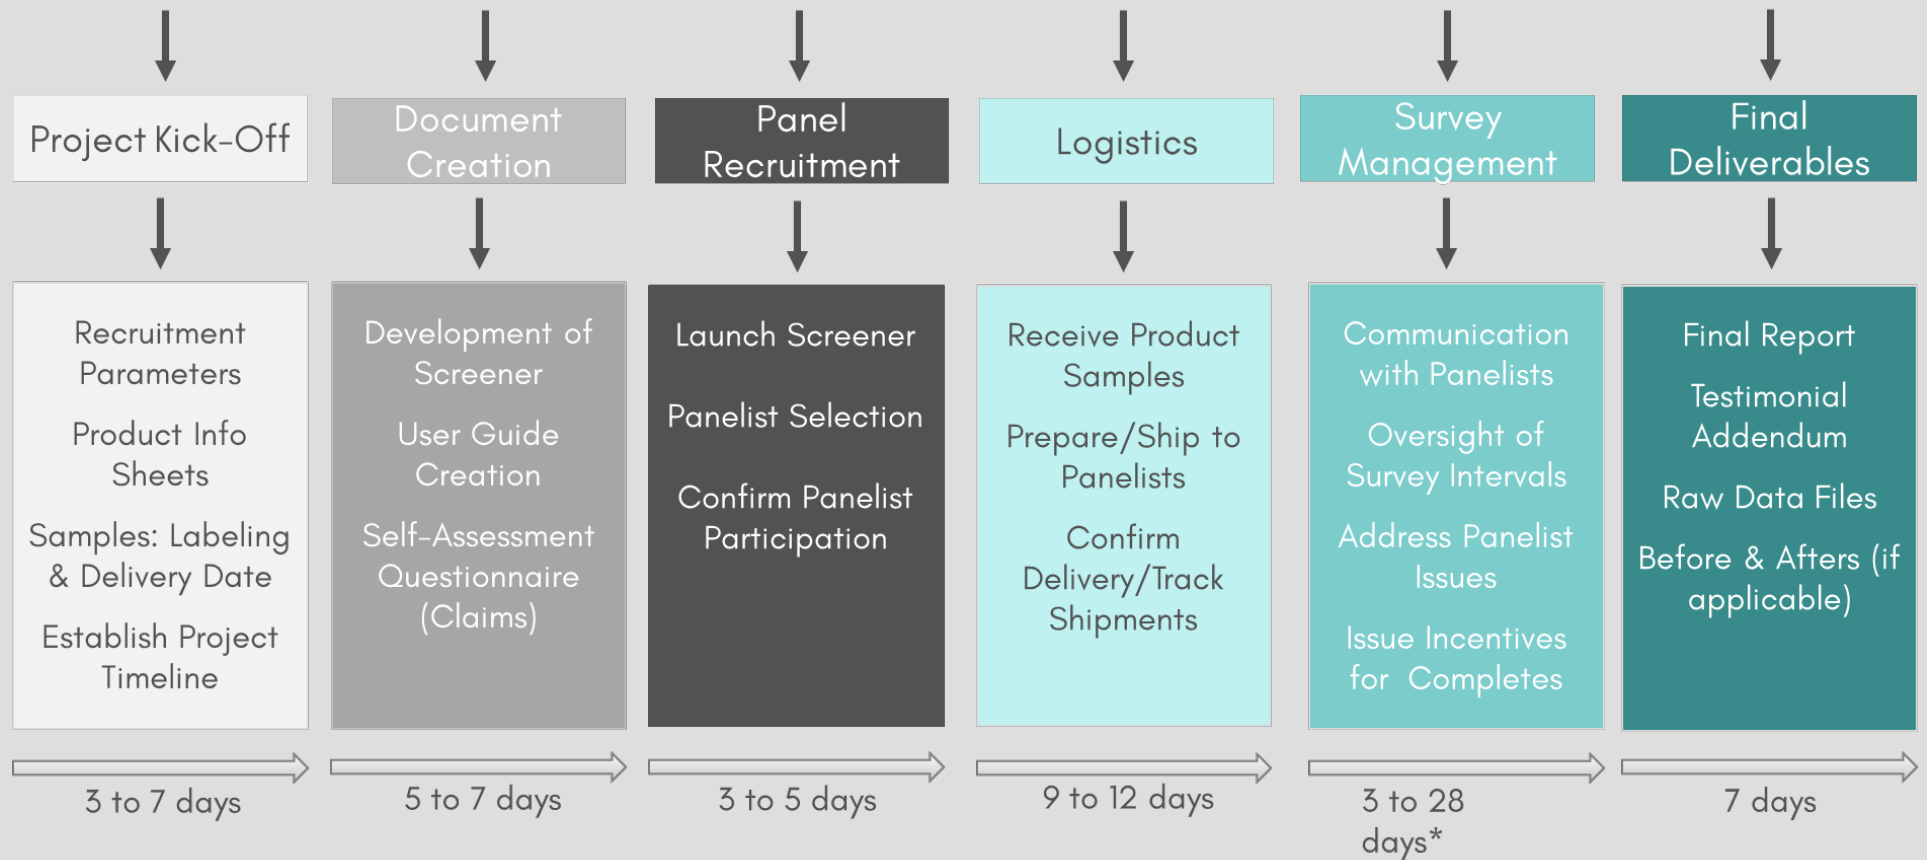 Project Kick-Off
Document
Creation
Panel
Recruitment
Logistics
Survey
Management
Final
Deliverables
Recruitment
Parameters
Product Info
Sheets
Samples: Labeling
& Delivery Date
Establish Project
Timeline
Development of
Screener
User Guide
Creation
Self-Assessment
Questionnaire
(Claims)
Launch Screener
Panelist Selection
Confirm Panelist
Participation
Receive Product
Samples
Prepare/Ship to
Panelists
Confirm
Delivery/Track
Shipments
Communication
with Panelists
Oversight of
Survey Intervals
Address Panelist
Issues
Issue Incentives
for Completes
Final Report
Testimonial
Addendum
Raw Data Files
Before & Afters (if
applicable)
3 to 7 days
5 to 7 days
3 to 5 days
9 to 12 days
3 to 28
days*
7 days